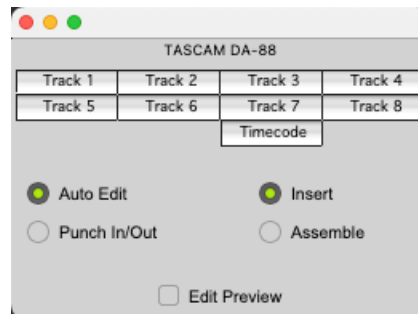 TASCAM DA-88
Track 1 Track 2 Track 3 Track 4
Track 5 Track 6 Track 7 Track 8
Timecode
Auto Edit Insert
Punch In/Out Assemble
Edit Preview